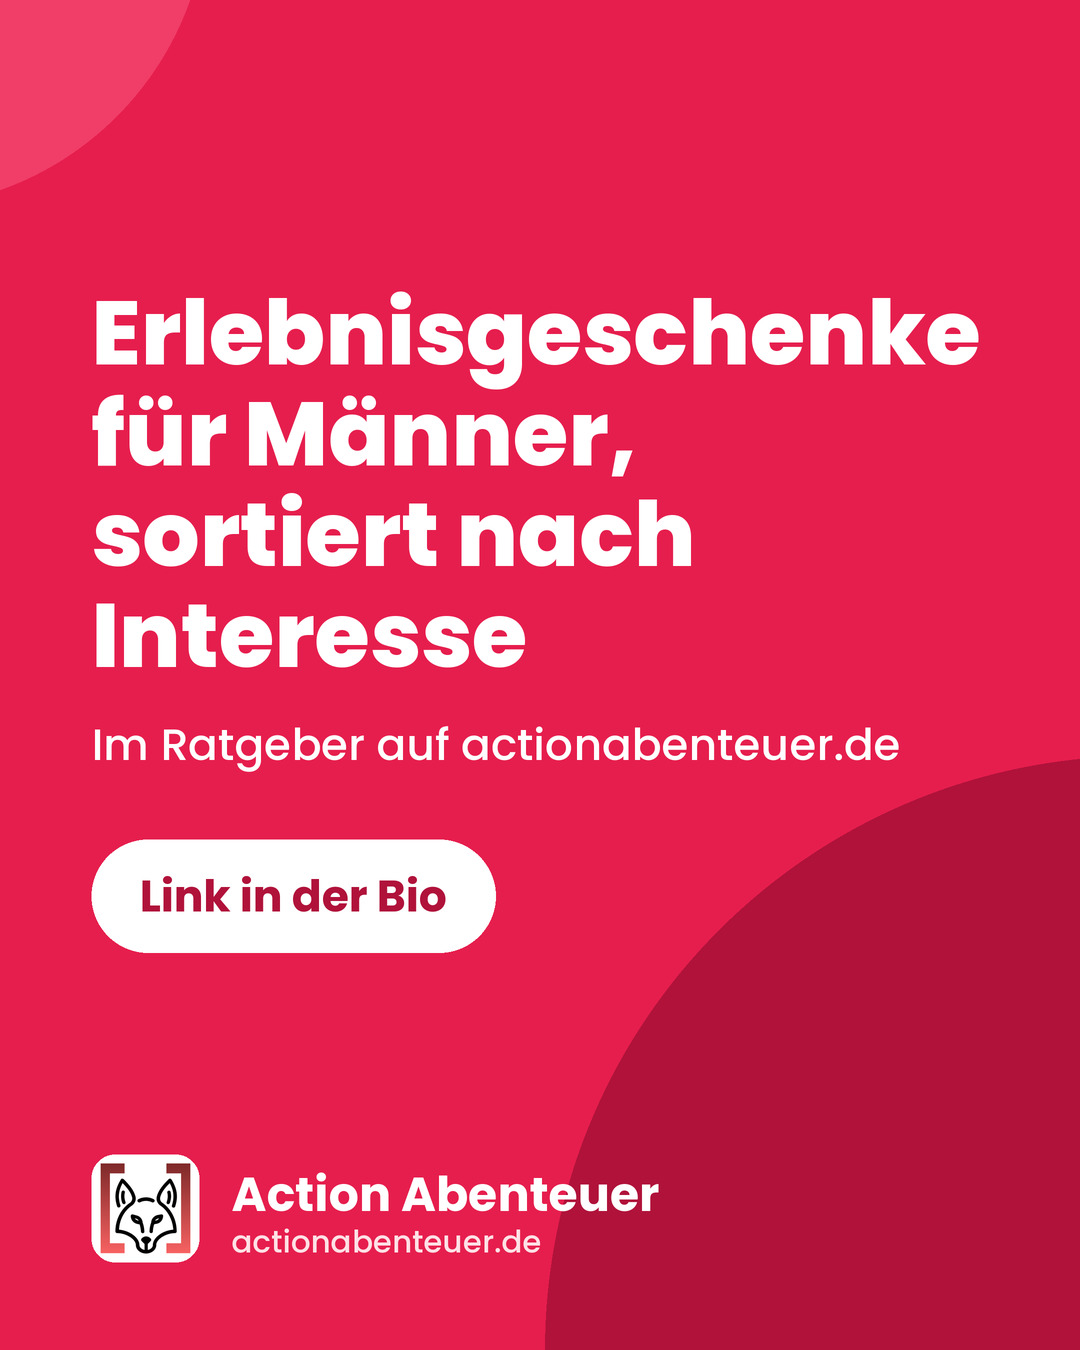 Erlebnisgeschenke
für Männer,
sortiert nach
Interesse
Im Ratgeber auf actionabenteuer.de
Link in der Bio
Action Abenteuer
actionabenteuer.de